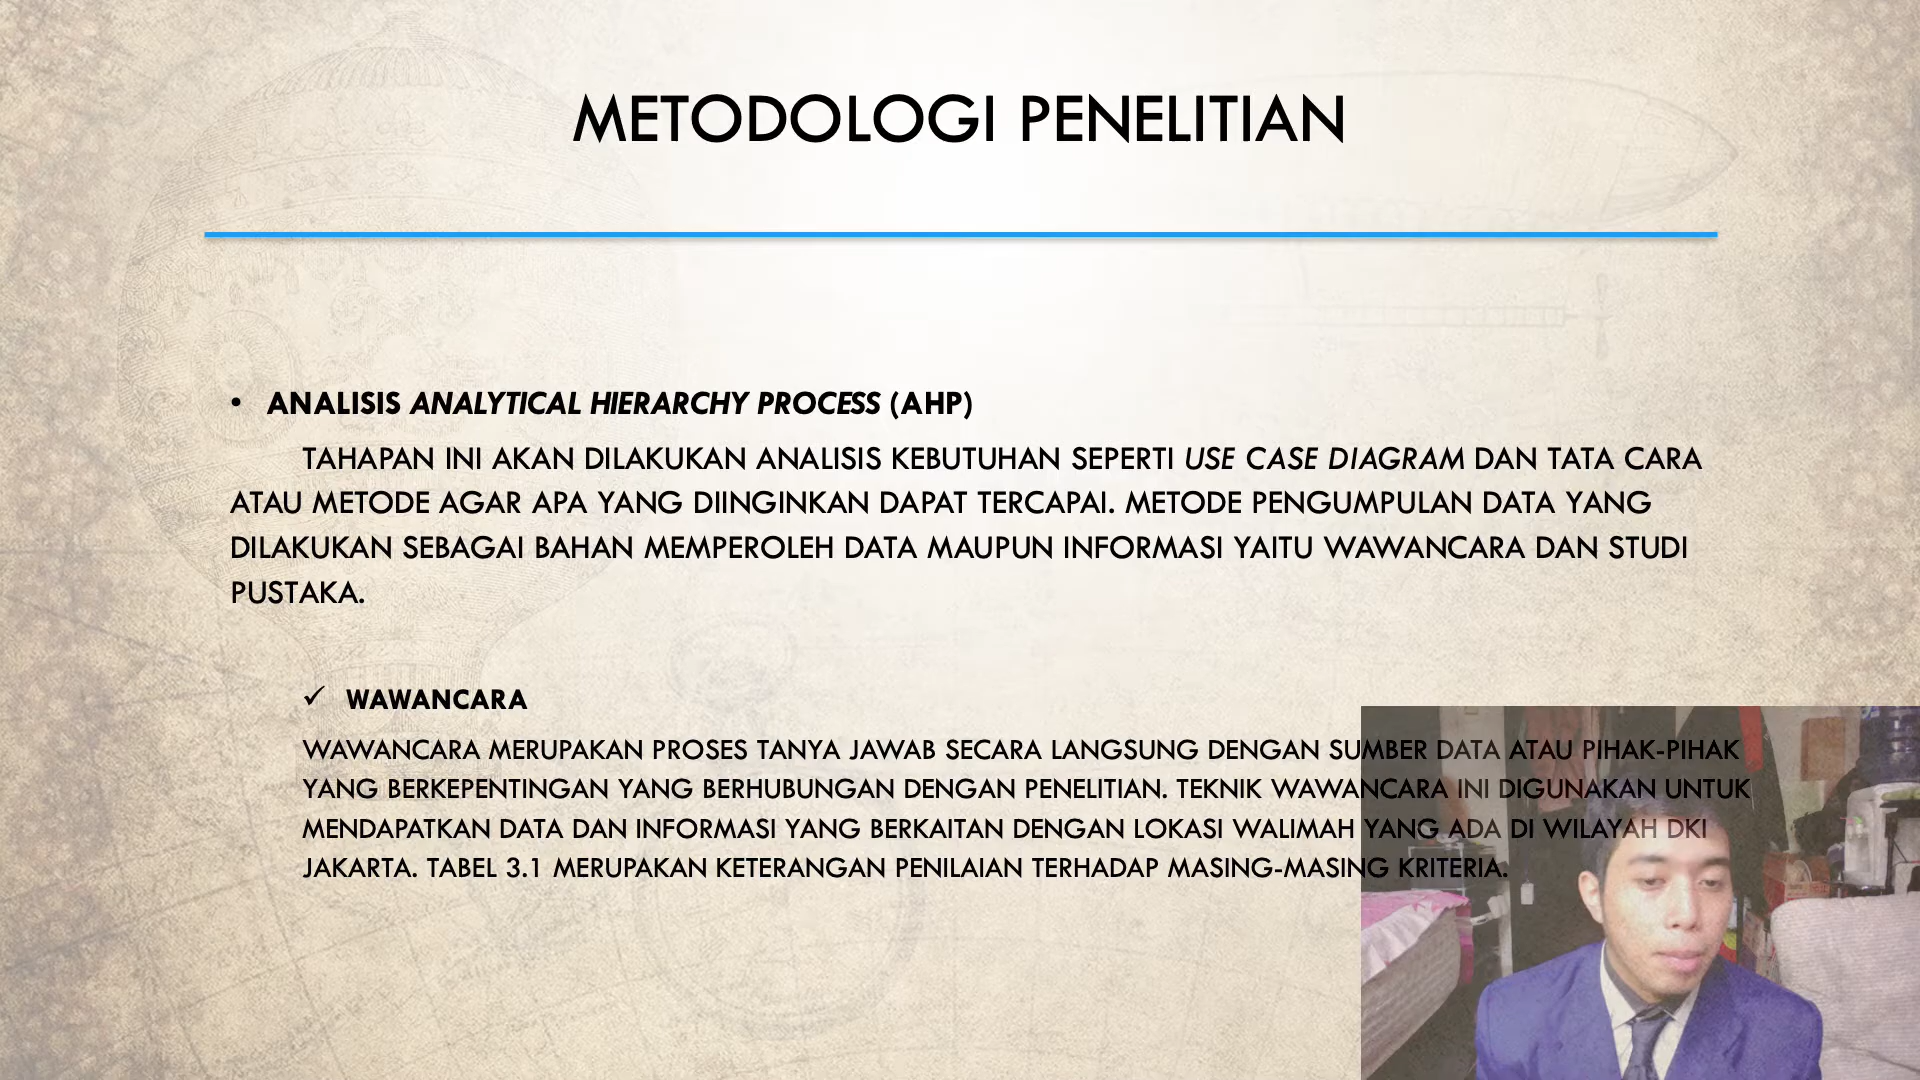 METODOLOGI PENELITIAN
• ANALISIS ANALYTICAL HIERARCHY PROCESS (AHP)
TAHAPAN INI AKAN DILAKUKAN ANALISIS KEBUTUHAN SEPERTI USE CASE DIAGRAM DAN TATA CARA
ATAU METODE AGAR APA YANG DIINGINKAN DAPAT TERCAPAI. METODE PENGUMPULAN DATA YANG
DILAKUKAN SEBAGAI BAHAN MEMPEROLEH DATA MAUPUN INFORMASI YAITU WAWANCARA DAN STUDI
PUSTAKA.
✓ WAWANCARA
WAWANCARA MERUPAKAN PROSES TANYA JAWAB SECARA LANGSUNG DENGAN SUMBER DATA ATAU PIHAK-PIHAK
YANG BERKEPENTINGAN YANG BERHUBUNGAN DENGAN PENELITIAN. TEKNIK WAWANCARA INI DIGUNAKAN UNTUK
MENDAPATKAN DATA DAN INFORMASI YANG BERKAITAN DENGAN LOKASI WALIMAH YANG ADA DI WILAYAH DKI
JAKARTA. TABEL 3.1 MERUPAKAN KETERANGAN PENILAIAN TERHADAP MASING-MASING KRITERIA.